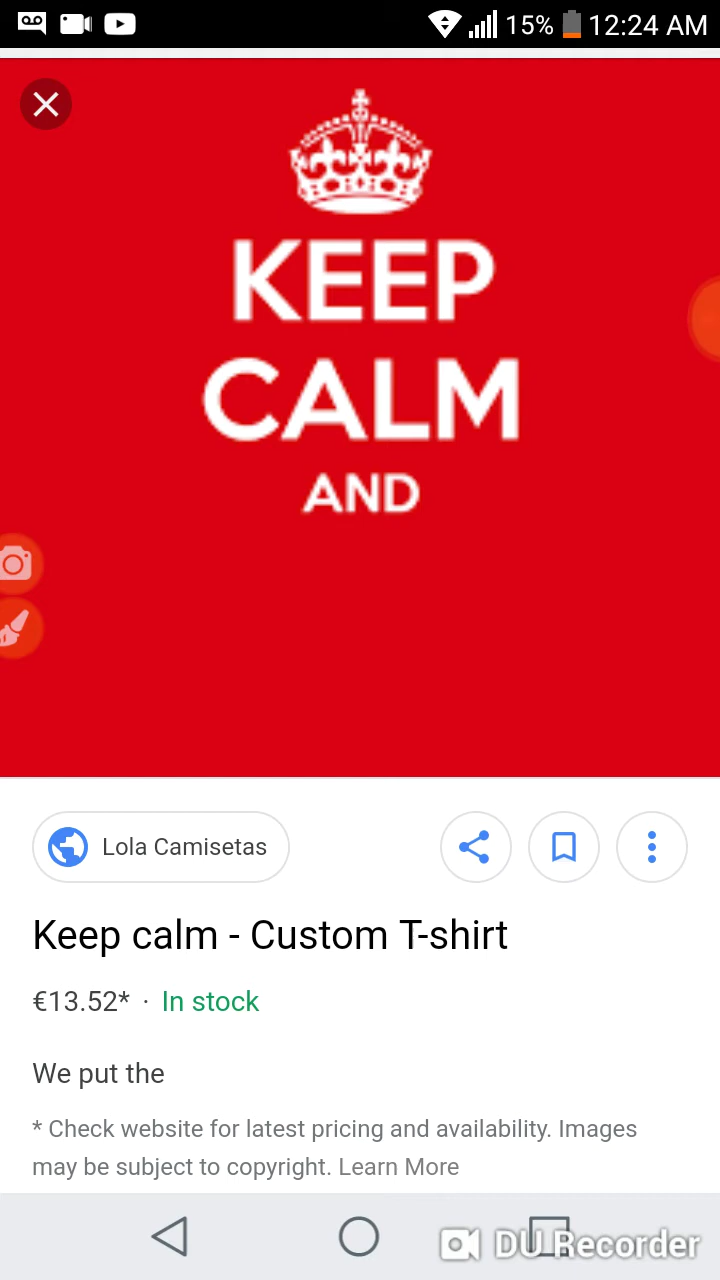 15% 12:24 AM
KEEP
CALM
AND
Lola Camisetas
Keep calm - Custom T-shirt
€13.52* · In stock
We put the
* Check website for latest pricing and availability. Images
may be subject to copyright. Learn More
DU Recorder